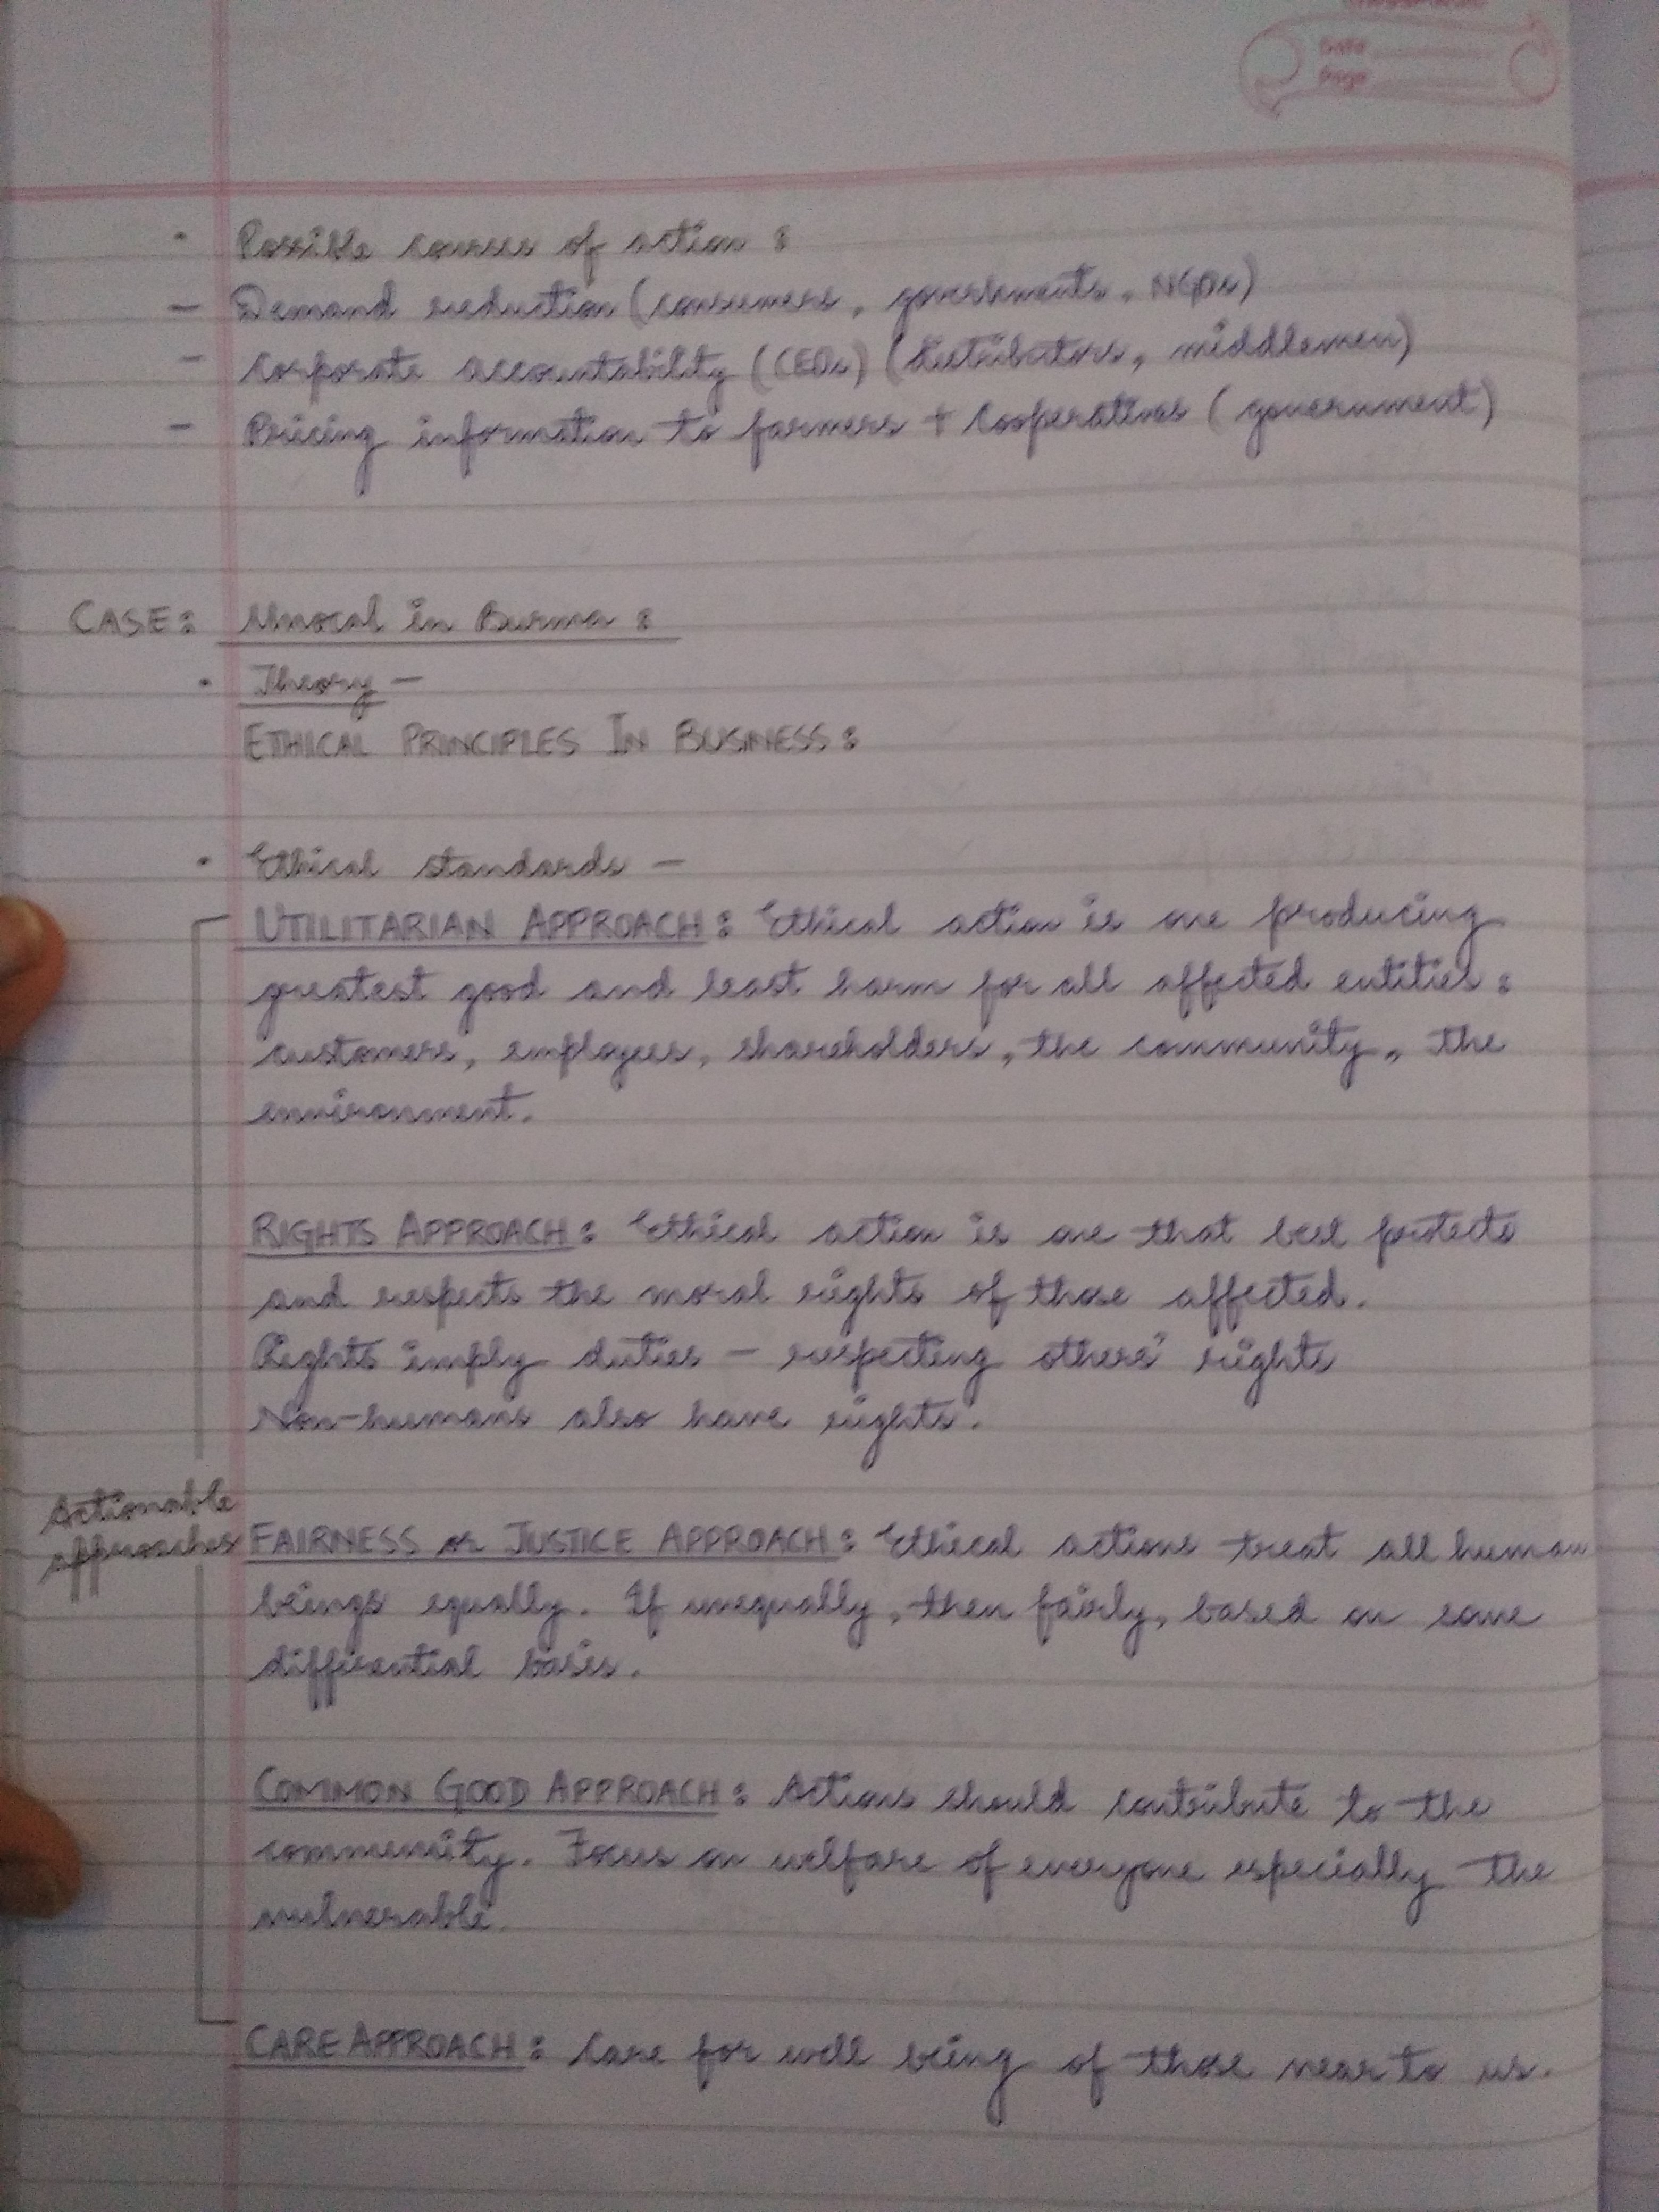 Date
Page
• Possible courses of action :
— Demand reduction (consumers, governments, NGOs)
— Corporate accountability (CEOs) (distributors, middlemen)
— Pricing information to farmers + Cooperatives (government)
CASE: Unocal in Burma :
• Theory —
ETHICAL PRINCIPLES IN BUSINESS :
• Ethical standards —
UTILITARIAN APPROACH : Ethical action is one producing
greatest good and least harm for all affected entities :
customers, employees, shareholders, the community, the
environment.
RIGHTS APPROACH : Ethical action is one that best protects
and respects the moral rights of those affected.
Rights imply duties — respecting others' rights
Non-humans also have rights.
Actionable
approaches
FAIRNESS or JUSTICE APPROACH : Ethical actions treat all human
beings equally. If unequally, then fairly, based on some
differential basis.
COMMON GOOD APPROACH : Actions should contribute to the
community. Focus on welfare of everyone especially the
vulnerable.
CARE APPROACH : Care for well being of those near to us.